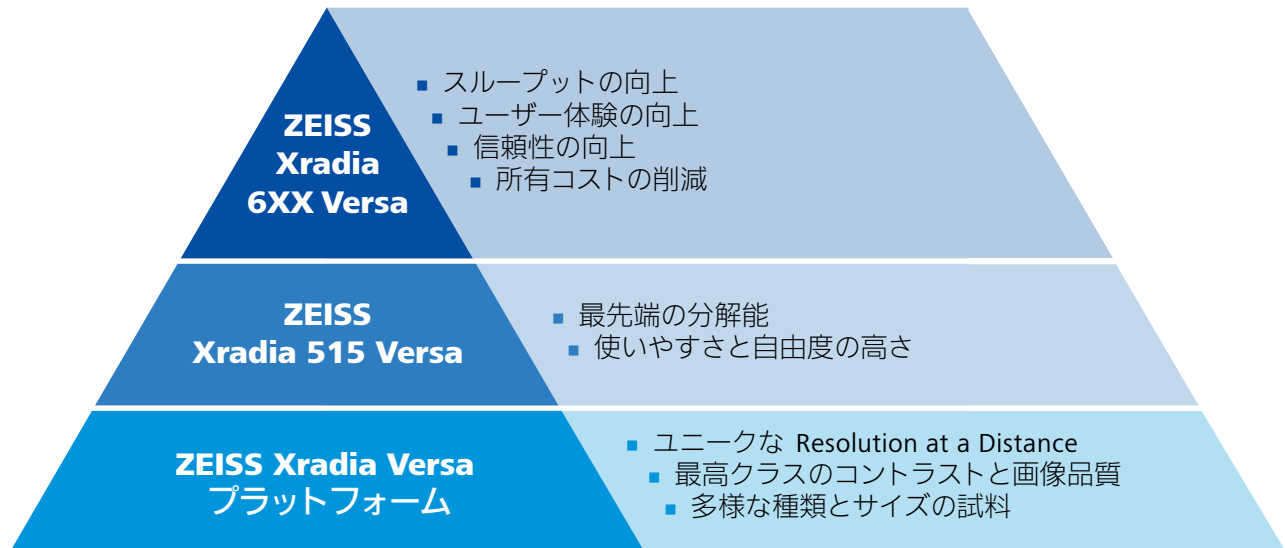 ZEISS
Xradia
6XX Versa
■ スループットの向上
■ ユーザー体験の向上
■ 信頼性の向上
■ 所有コストの削減
ZEISS
Xradia 515 Versa
■ 最先端の分解能
■ 使いやすさと自由度の高さ
ZEISS Xradia Versa
プラットフォーム
■ ユニークな Resolution at a Distance
■ 最高クラスのコントラストと画像品質
■ 多様な種類とサイズの試料